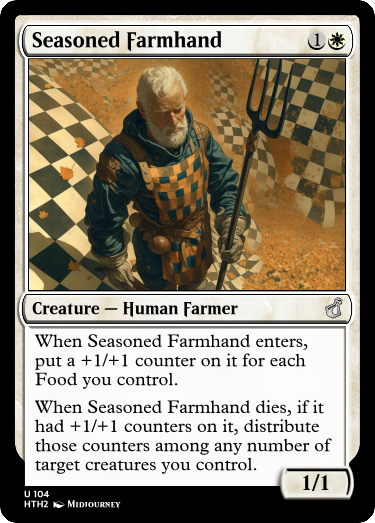 Seasoned Farmhand 1
Creature — Human Farmer
When Seasoned Farmhand enters,
put a +1/+1 counter on it for each
Food you control.
When Seasoned Farmhand dies, if it
had +1/+1 counters on it, distribute
those counters among any number of
target creatures you control.
1/1
U 104
HTH2 Midjourney